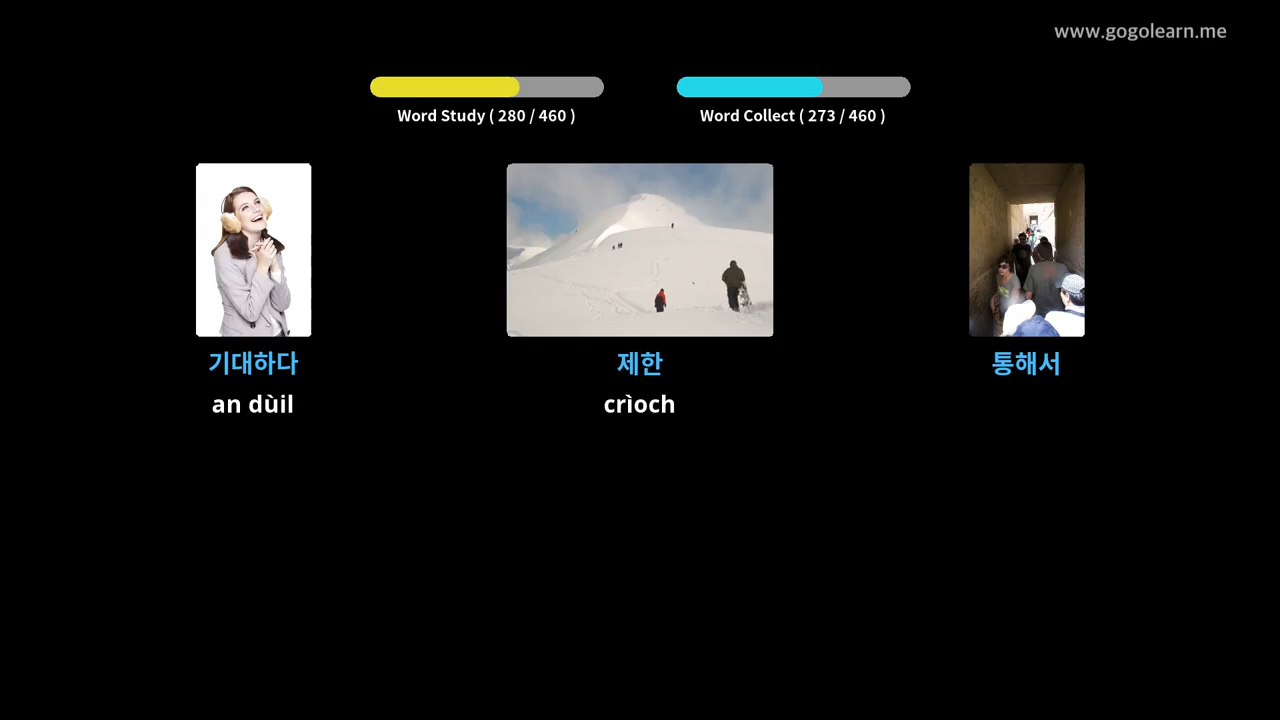 www.gogolearn.me
Word Study ( 280 / 460 )
Word Collect ( 273 / 460 )
기대하다
제한
통해서
an dùil
crìoch